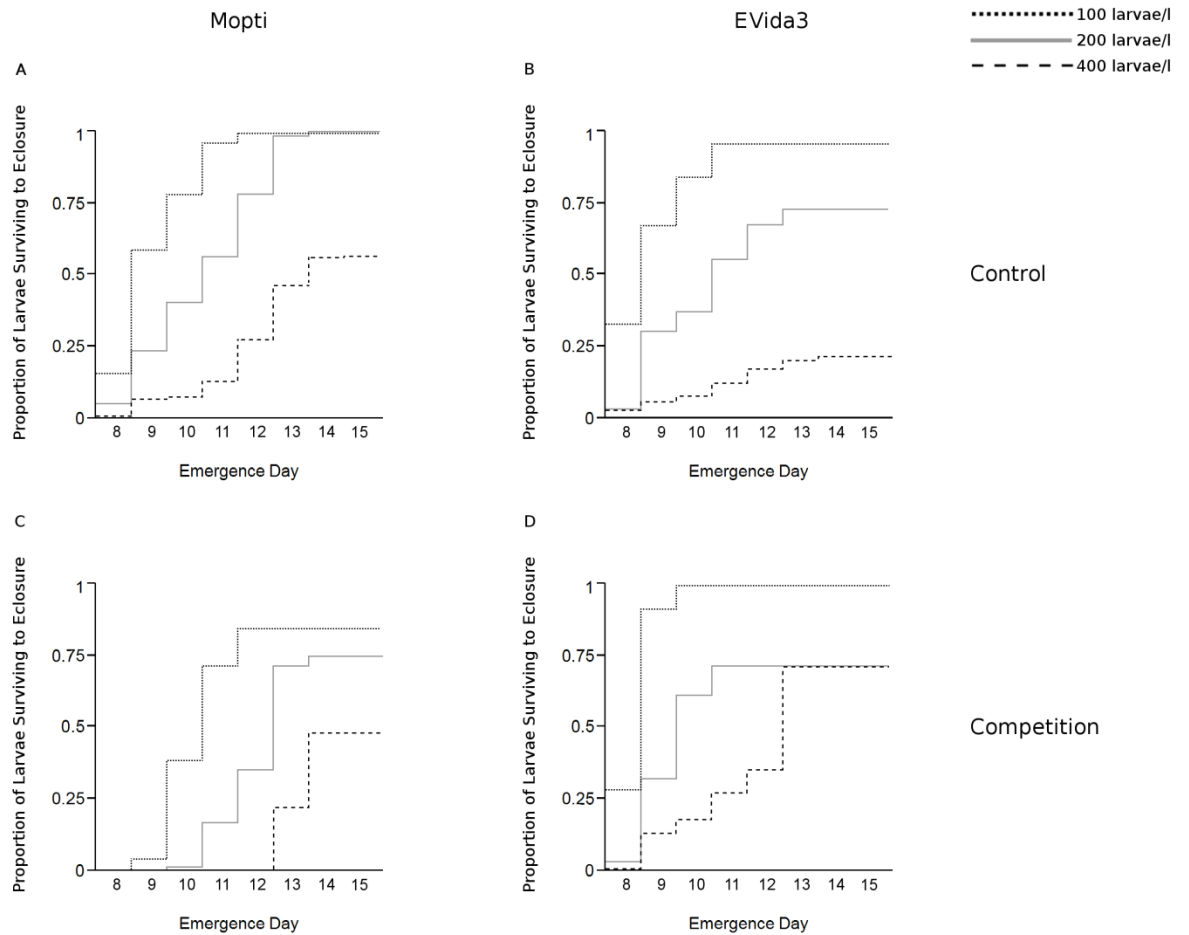 Mopti
EVida3
100 larvae/l
200 larvae/l
400 larvae/l
A
Proportion of Larvae Surviving to Eclosure
1
0.75
0.5
0.25
0
8 9 10 11 12 13 14 15
Emergence Day
B
Proportion of Larvae Surviving to Eclosure
1
0.75
0.5
0.25
0
8 9 10 11 12 13 14 15
Emergence Day
Control
C
Proportion of Larvae Surviving to Eclosure
1
0.75
0.5
0.25
0
8 9 10 11 12 13 14 15
Emergence Day
D
Proportion of Larvae Surviving to Eclosure
1
0.75
0.5
0.25
0
8 9 10 11 12 13 14 15
Emergence Day
Competition